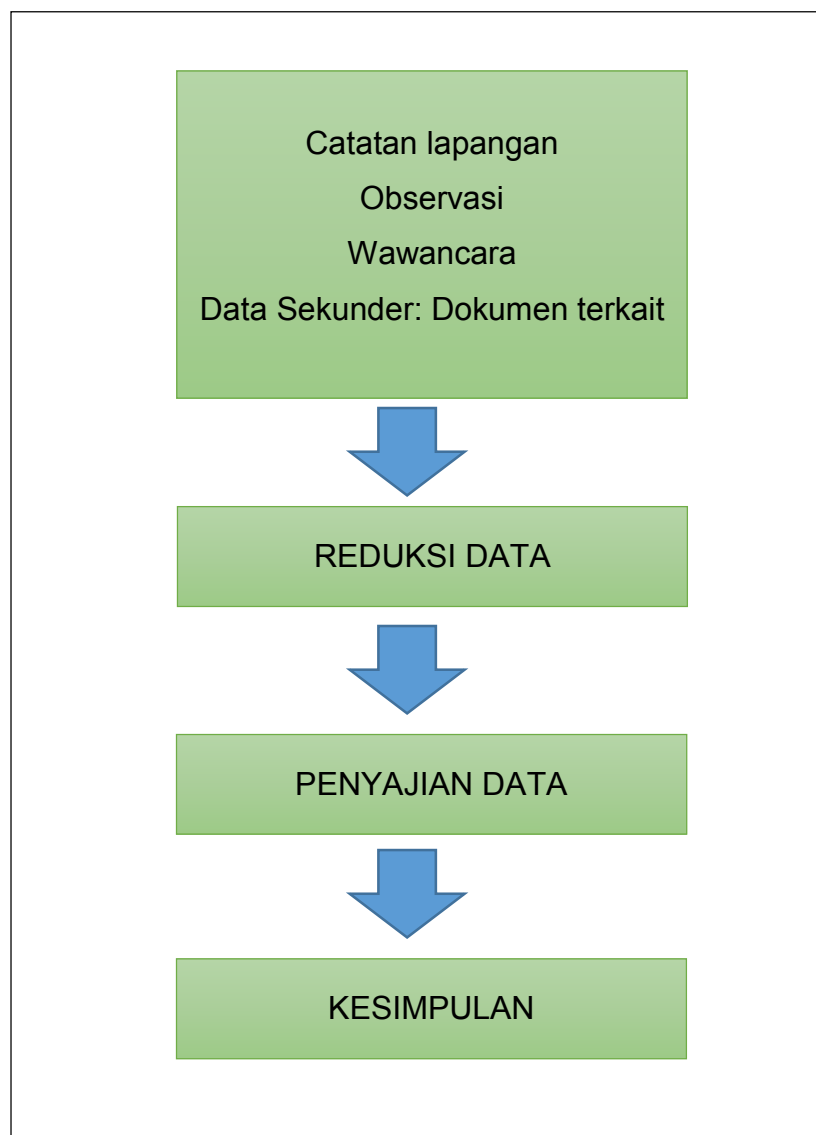 Catatan lapangan
Observasi
Wawancara
Data Sekunder: Dokumen terkait
REDUKSI DATA
PENYAJIAN DATA
KESIMPULAN